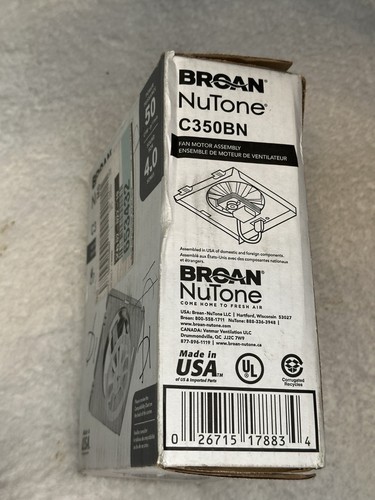 BROAN®
NuTone®
C350BN
FAN MOTOR ASSEMBLY
ENSEMBLE DE MOTEUR DE VENTILATEUR
Assembled in USA of domestic and foreign components.
Assemblé aux États-Unis avec des composantes nationales
et étrangers.
BROAN®
NuTone®
COME HOME TO FRESH AIR
USA: Broan-NuTone LLC | Hartford, Wisconsin 53027
Broan: 800-558-1711 NuTone: 888-336-3948 |
www.broan-nutone.com
CANADA: Venmar Ventilation ULC
Drummondville, QC J2C 7W9
877-896-1119 | www.broan-nutone.ca
Made in
USA™
of US & Imported Parts
UL
Corrugated
Recycles
0 26715 17883 4
50
4.0